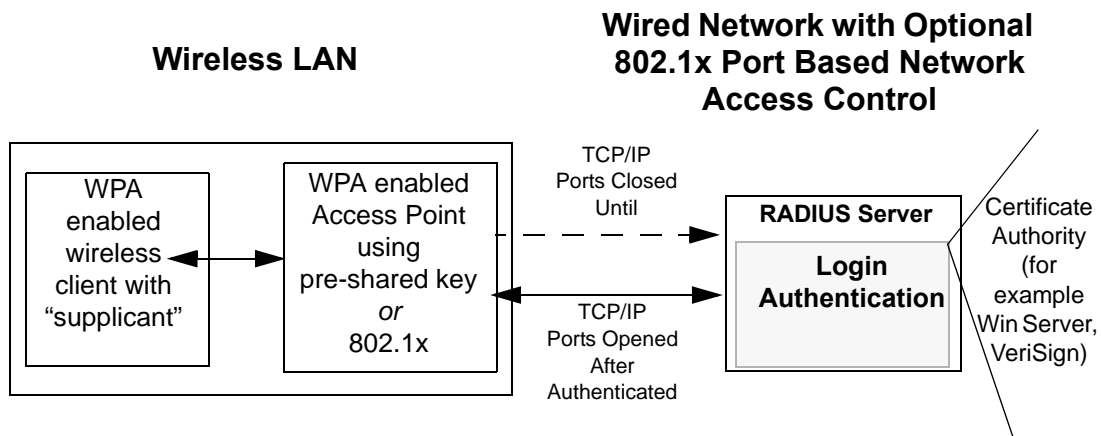 Wireless LAN
Wired Network with Optional
802.1x Port Based Network
Access Control
WPA
enabled
wireless
client with
“supplicant”
WPA enabled
Access Point
using
pre-shared key
or
802.1x
TCP/IP
Ports Closed
Until
TCP/IP
Ports Opened
After
Authenticated
RADIUS Server
Login
Authentication
Certificate
Authority
(for
example
Win Server,
VeriSign)